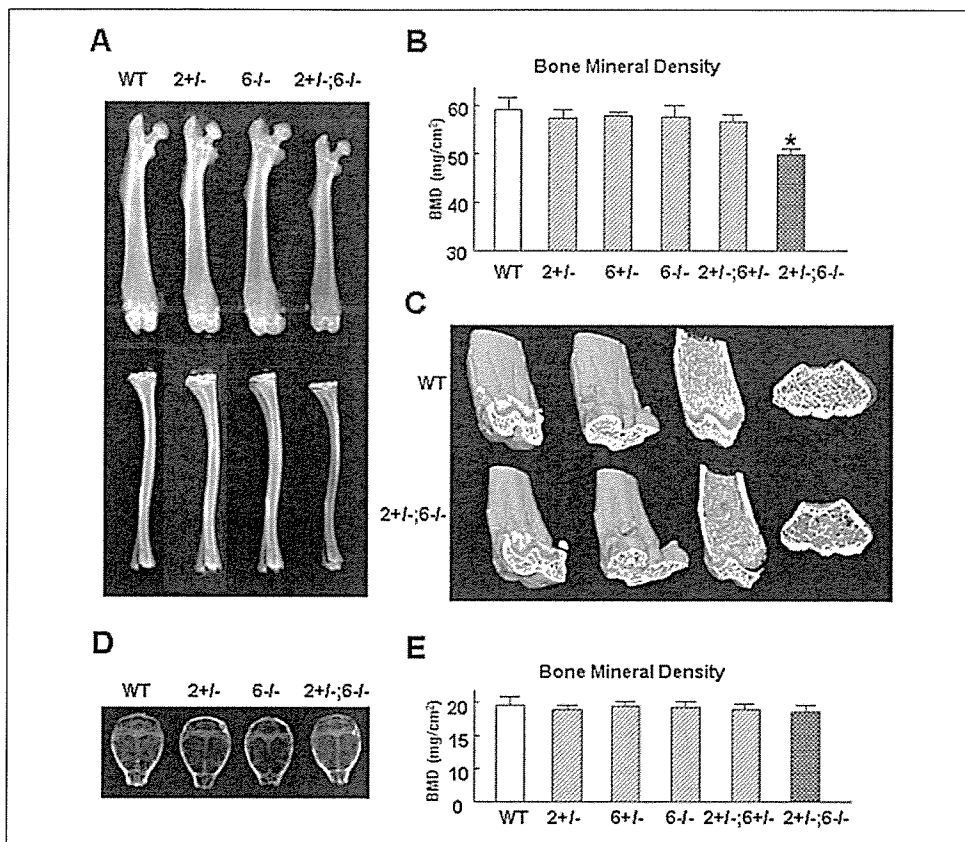 A
WT 2+/- 6-/- 2+/-;6-/-
B
Bone Mineral Density
BMD (mg/cm²)
60
50
40
30
WT 2+/- 6+/- 6-/- 2+/-;6+/- 2+/-;6-/-
*
C
WT
2+/-;6-/-
D
WT 2+/- 6-/- 2+/-;6-/-
E
Bone Mineral Density
BMD (mg/cm²)
20
15
10
0
WT 2+/- 6+/- 6-/- 2+/-;6+/- 2+/-;6-/-